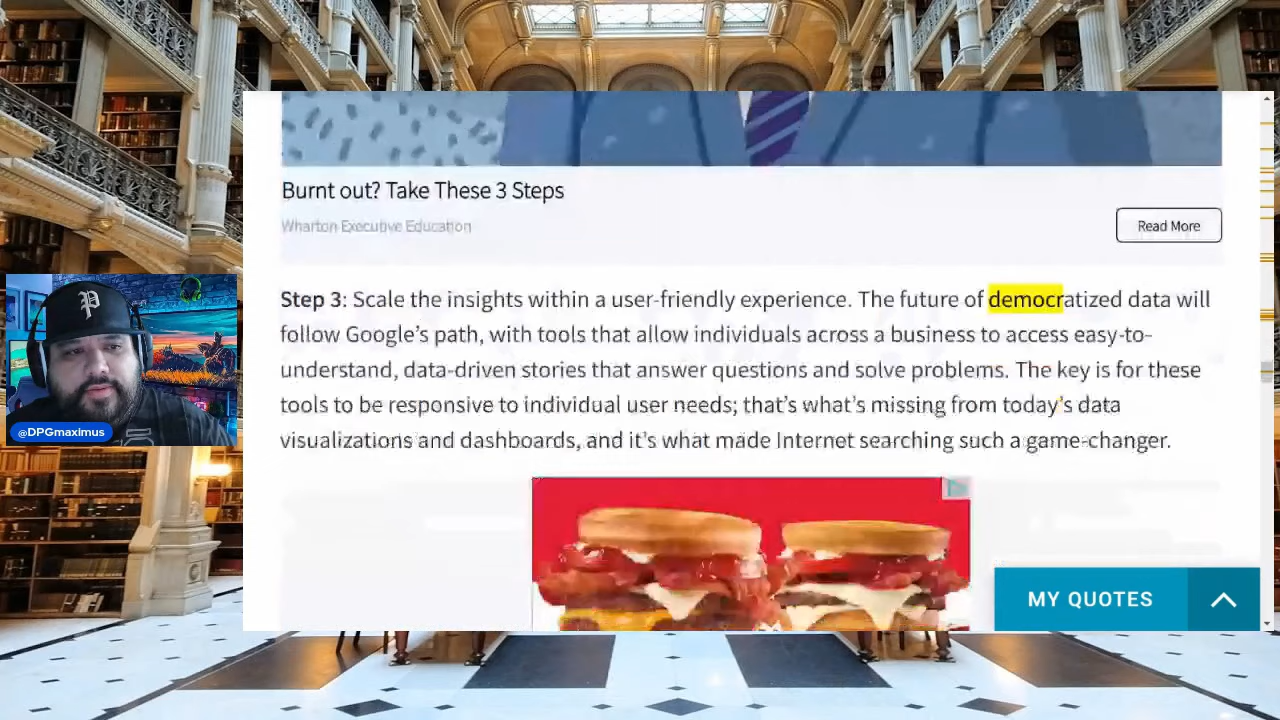 Burnt out? Take These 3 Steps
Wharton Executive Education
Read More
Step 3: Scale the insights within a user-friendly experience. The future of democratized data will
follow Google's path, with tools that allow individuals across a business to access easy-to-
understand, data-driven stories that answer questions and solve problems. The key is for these
tools to be responsive to individual user needs; that's what's missing from today's data
visualizations and dashboards, and it's what made Internet searching such a game-changer.
P
@DPGmaximus
MY QUOTES